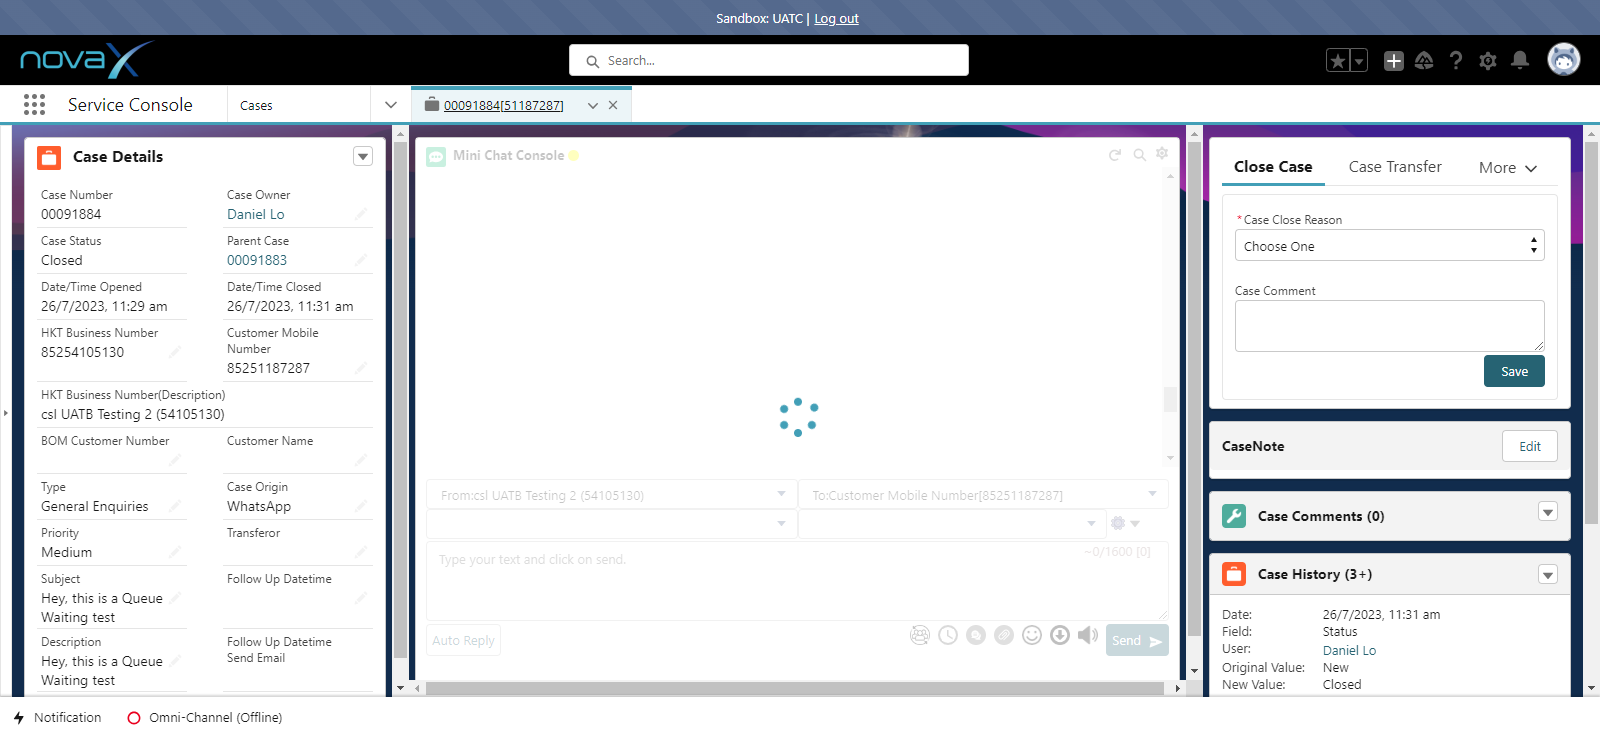 Sandbox: UATC | Log out
novaX
Search...
Service Console
Cases
00091884[51187287]
Case Details
Case Number
00091884
Case Owner
Daniel Lo
Case Status
Closed
Parent Case
00091883
Date/Time Opened
26/7/2023, 11:29 am
Date/Time Closed
26/7/2023, 11:31 am
HKT Business Number
85254105130
Customer Mobile
Number
85251187287
HKT Business Number(Description)
csl UATB Testing 2 (54105130)
BOM Customer Number
Customer Name
Type
General Enquiries
Case Origin
WhatsApp
Priority
Medium
Transferor
Subject
Hey, this is a Queue
Waiting test
Follow Up Datetime
Description
Hey, this is a Queue
Waiting test
Follow Up Datetime
Send Email
Mini Chat Console
From:csl UATB Testing 2 (54105130)
To:Customer Mobile Number[85251187287]
Type your text and click on send.
~0/1600 [0]
Auto Reply
Send
Close Case
Case Transfer
More
*Case Close Reason
Choose One
Case Comment
Save
CaseNote
Edit
Case Comments (0)
Case History (3+)
Date: 26/7/2023, 11:31 am
Field: Status
User: Daniel Lo
Original Value: New
New Value: Closed
Notification
Omni-Channel (Offline)